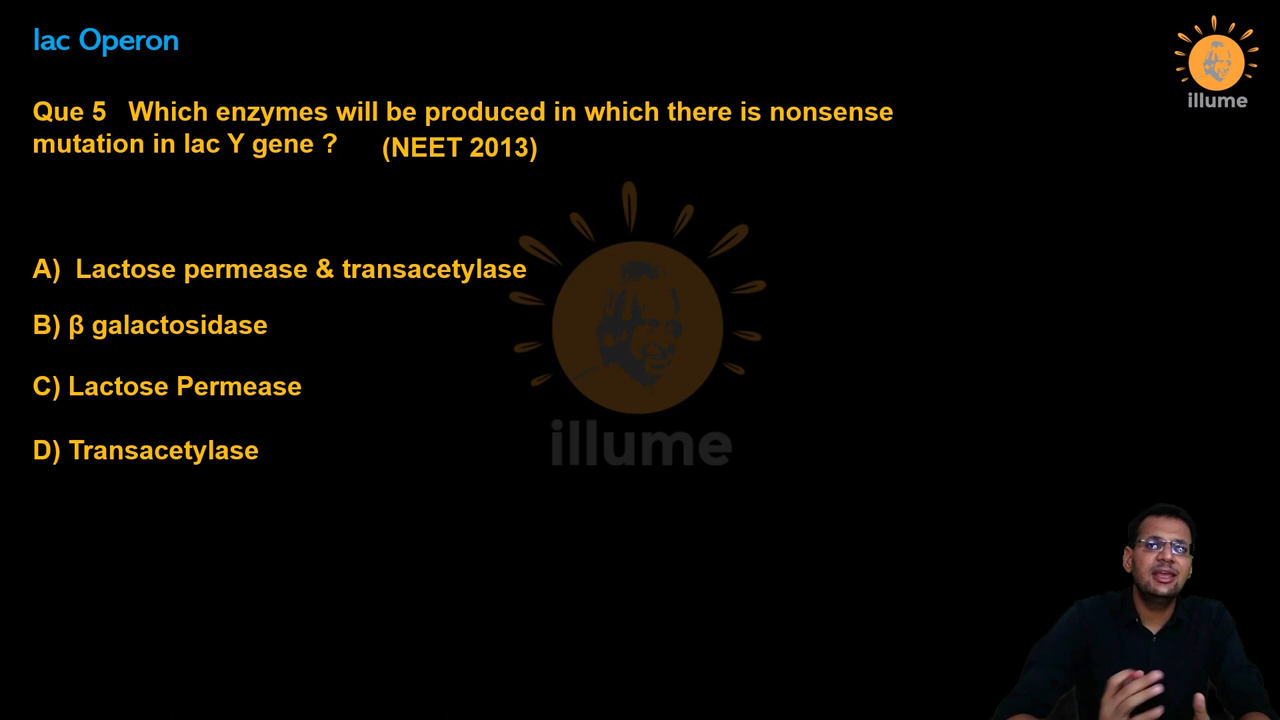 lac Operon
illume
Que 5 Which enzymes will be produced in which there is nonsense
mutation in lac Y gene ? (NEET 2013)
A) Lactose permease & transacetylase
B) β galactosidase
C) Lactose Permease
D) Transacetylase
illume